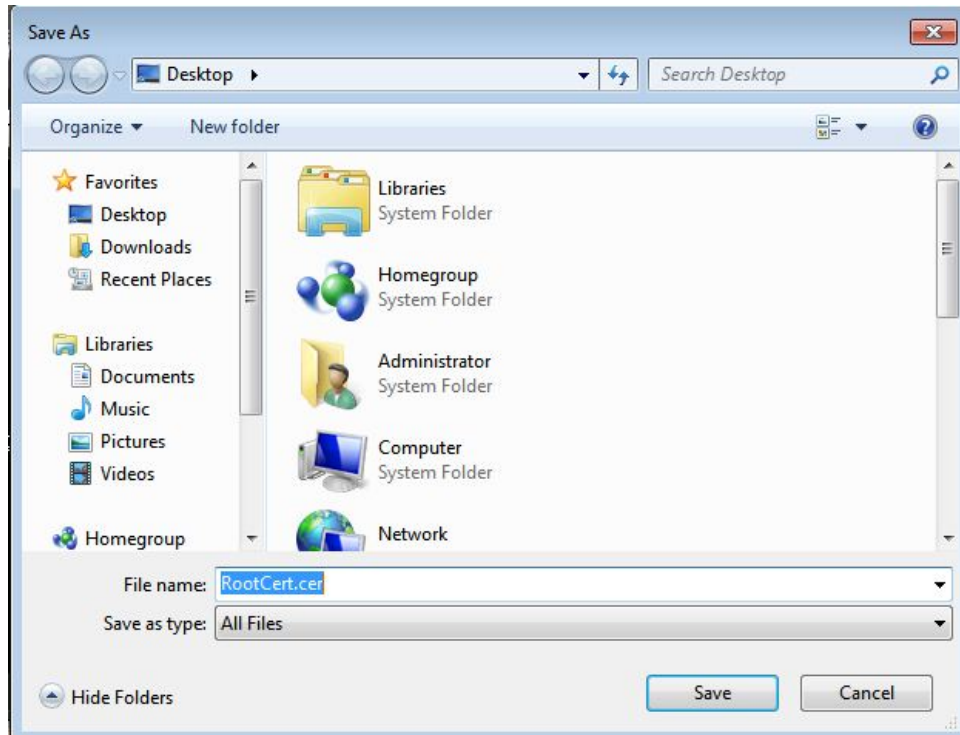 Save As
Desktop
Search Desktop
Organize
New folder
Favorites
Desktop
Downloads
Recent Places
Libraries
Documents
Music
Pictures
Videos
Homegroup
Libraries
System Folder
Homegroup
System Folder
Administrator
System Folder
Computer
System Folder
Network
File name: RootCert.cer
Save as type: All Files
Hide Folders
Save
Cancel